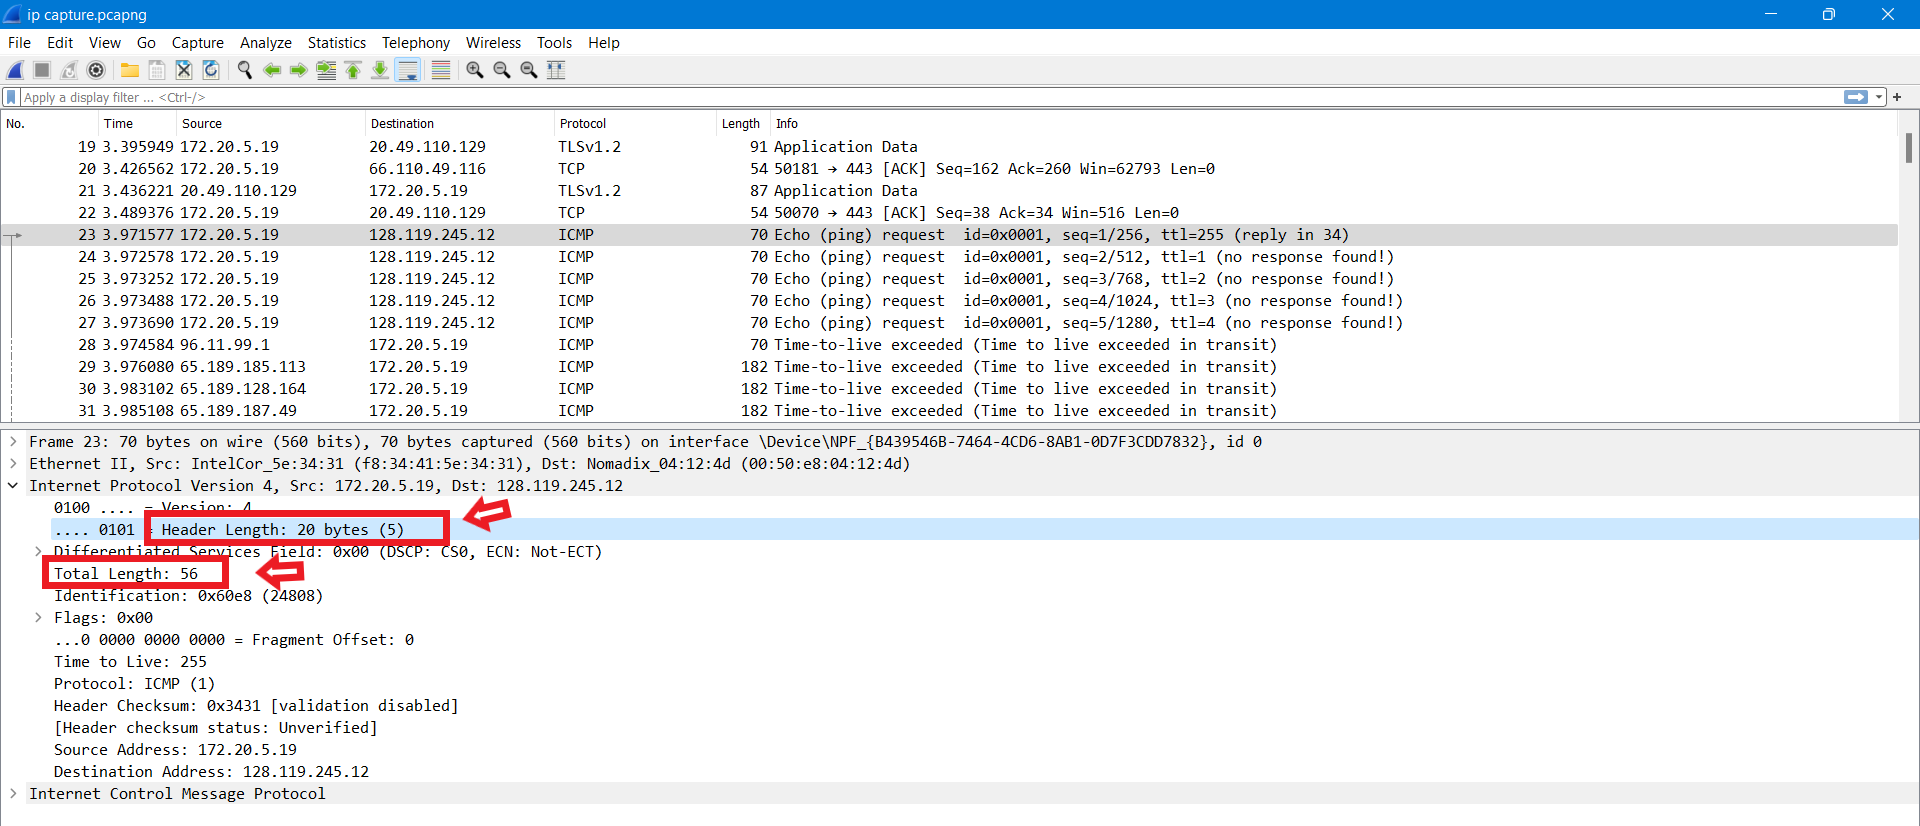 ip capture.pcapng
File Edit View Go Capture Analyze Statistics Telephony Wireless Tools Help
Apply a display filter ... <Ctrl-/>
No. Time Source Destination Protocol Length Info
19 3.395949 172.20.5.19 20.49.110.129 TLSv1.2 91 Application Data
20 3.426562 172.20.5.19 66.110.49.116 TCP 54 50181 → 443 [ACK] Seq=162 Ack=260 Win=62793 Len=0
21 3.436221 20.49.110.129 172.20.5.19 TLSv1.2 87 Application Data
22 3.489376 172.20.5.19 20.49.110.129 TCP 54 50070 → 443 [ACK] Seq=38 Ack=34 Win=516 Len=0
23 3.971577 172.20.5.19 128.119.245.12 ICMP 70 Echo (ping) request id=0x0001, seq=1/256, ttl=255 (reply in 34)
24 3.972578 172.20.5.19 128.119.245.12 ICMP 70 Echo (ping) request id=0x0001, seq=2/512, ttl=1 (no response found!)
25 3.973252 172.20.5.19 128.119.245.12 ICMP 70 Echo (ping) request id=0x0001, seq=3/768, ttl=2 (no response found!)
26 3.973488 172.20.5.19 128.119.245.12 ICMP 70 Echo (ping) request id=0x0001, seq=4/1024, ttl=3 (no response found!)
27 3.973690 172.20.5.19 128.119.245.12 ICMP 70 Echo (ping) request id=0x0001, seq=5/1280, ttl=4 (no response found!)
28 3.974584 96.11.99.1 172.20.5.19 ICMP 70 Time-to-live exceeded (Time to live exceeded in transit)
29 3.976080 65.189.185.113 172.20.5.19 ICMP 182 Time-to-live exceeded (Time to live exceeded in transit)
30 3.983102 65.189.128.164 172.20.5.19 ICMP 182 Time-to-live exceeded (Time to live exceeded in transit)
31 3.985108 65.189.187.49 172.20.5.19 ICMP 182 Time-to-live exceeded (Time to live exceeded in transit)
Frame 23: 70 bytes on wire (560 bits), 70 bytes captured (560 bits) on interface \Device\NPF_{B439546B-7464-4CD6-8AB1-0D7F3CDD7832}, id 0
Ethernet II, Src: IntelCor_5e:34:31 (f8:34:41:5e:34:31), Dst: Nomadix_04:12:4d (00:50:e8:04:12:4d)
Internet Protocol Version 4, Src: 172.20.5.19, Dst: 128.119.245.12
0100 .... = Version: 4
.... 0101 = Header Length: 20 bytes (5)
Differentiated Services Field: 0x00 (DSCP: CS0, ECN: Not-ECT)
Total Length: 56
Identification: 0x60e8 (24808)
Flags: 0x00
...0 0000 0000 0000 = Fragment Offset: 0
Time to Live: 255
Protocol: ICMP (1)
Header Checksum: 0x3431 [validation disabled]
[Header checksum status: Unverified]
Source Address: 172.20.5.19
Destination Address: 128.119.245.12
Internet Control Message Protocol